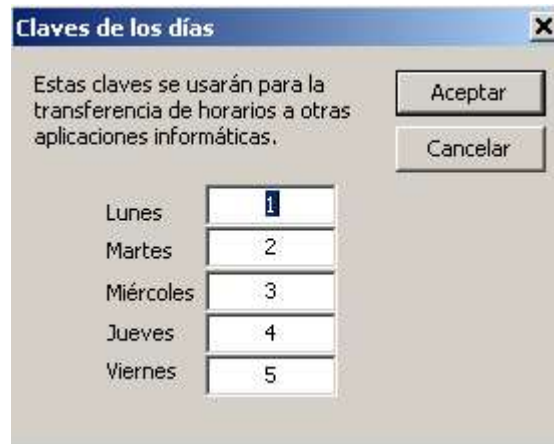 Claves de los días
Estas claves se usarán para la
transferencia de horarios a otras
aplicaciones informáticas.
Aceptar
Cancelar
Lunes 1
Martes 2
Miércoles 3
Jueves 4
Viernes 5